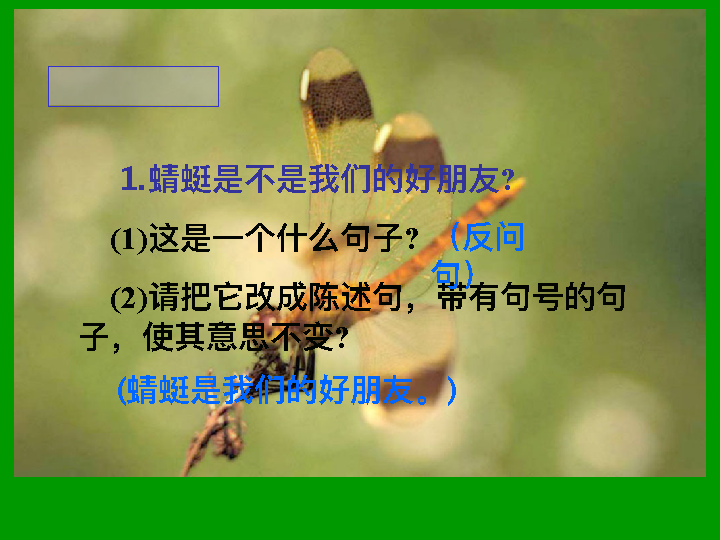 1.蜻蜓是不是我们的好朋友?
(1)这是一个什么句子? （反问
句）
(2)请把它改成陈述句，带有句号的句
子，使其意思不变?
(蜻蜓是我们的好朋友。)